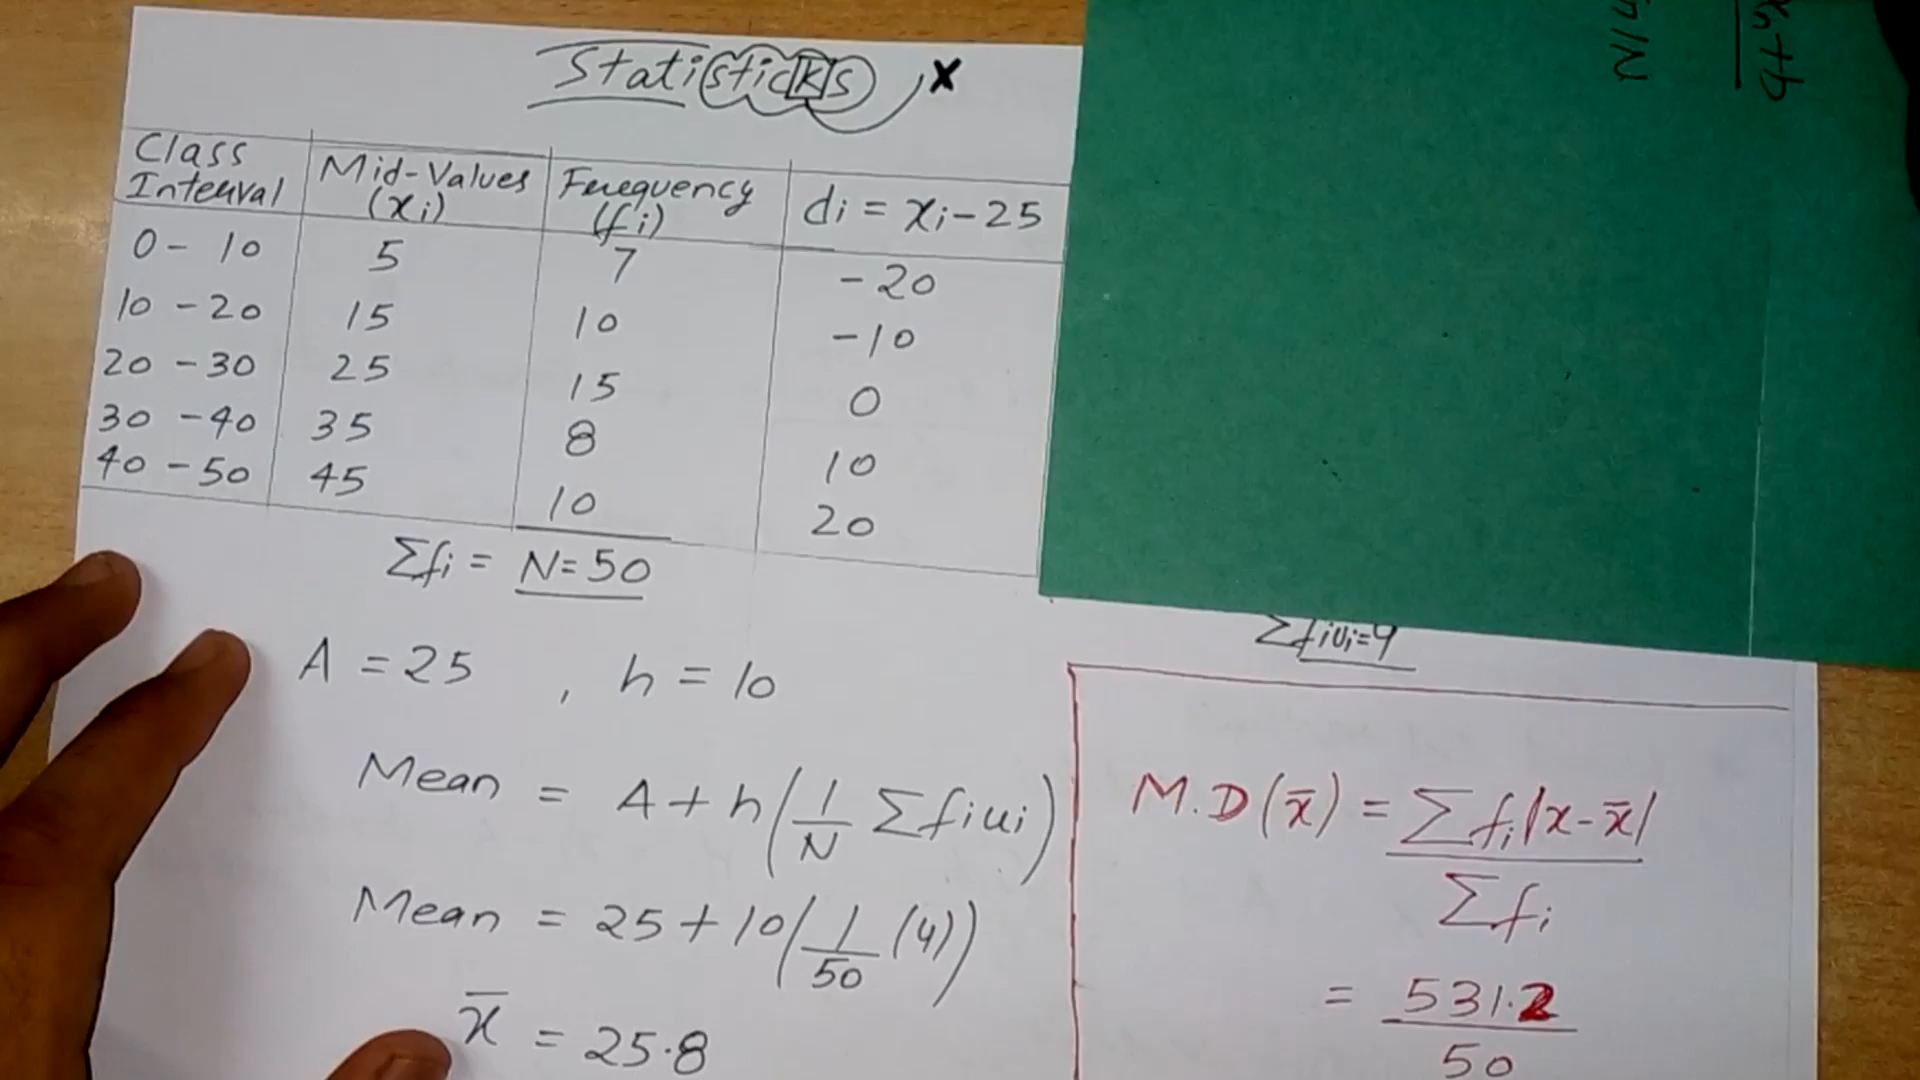 Statisticks x
Class Interval Mid-Values (xi) Frequency (fi) di = xi-25
0 - 10 5 7 -20
10 - 20 15 10 -10
20 - 30 25 15 0
30 - 40 35 8 10
40 - 50 45 10 20
Σfi = N=50
Σfiui=4
A = 25 , h = 10
Mean = A + h(1/N Σfiui)
Mean = 25 + 10(1/50 (4))
x̄ = 25.8
M.D(x̄) = Σfi|x-x̄| / Σfi
= 531.2 / 50